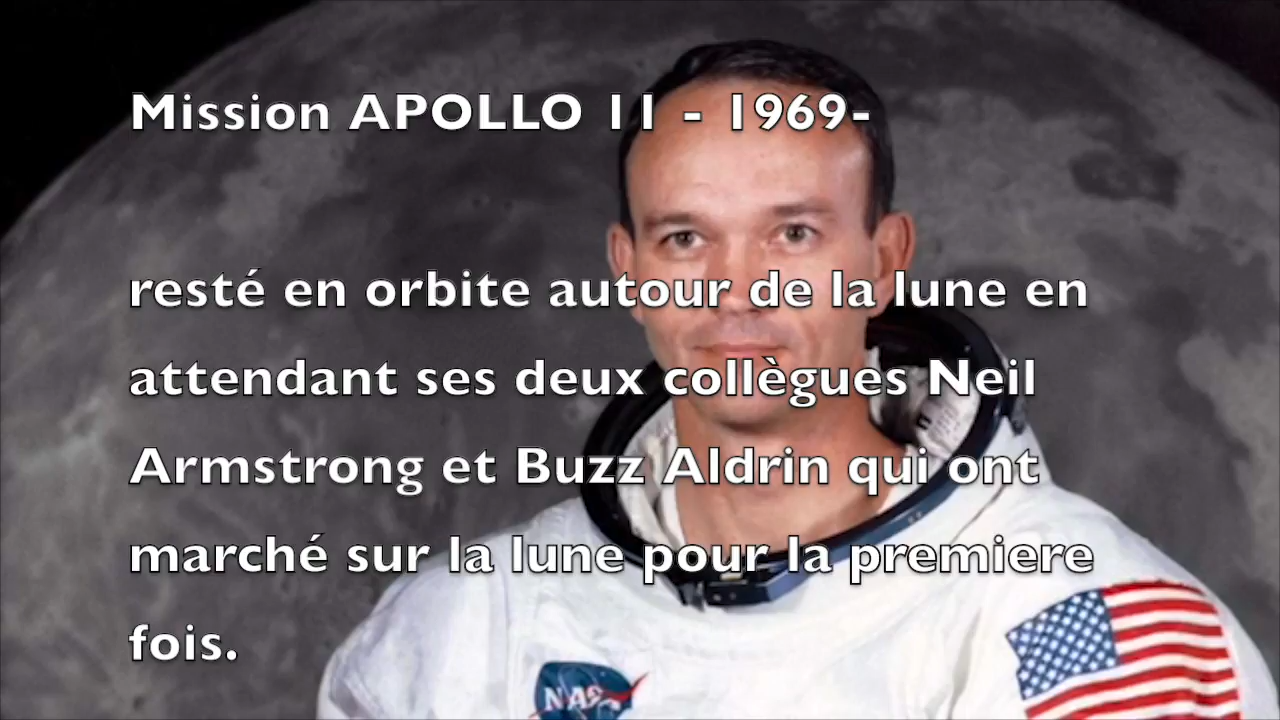 Mission APOLLO 11 - 1969-
resté en orbite autour de la lune en
attendant ses deux collègues Neil
Armstrong et Buzz Aldrin qui ont
marché sur la lune pour la premiere
fois.
NASA